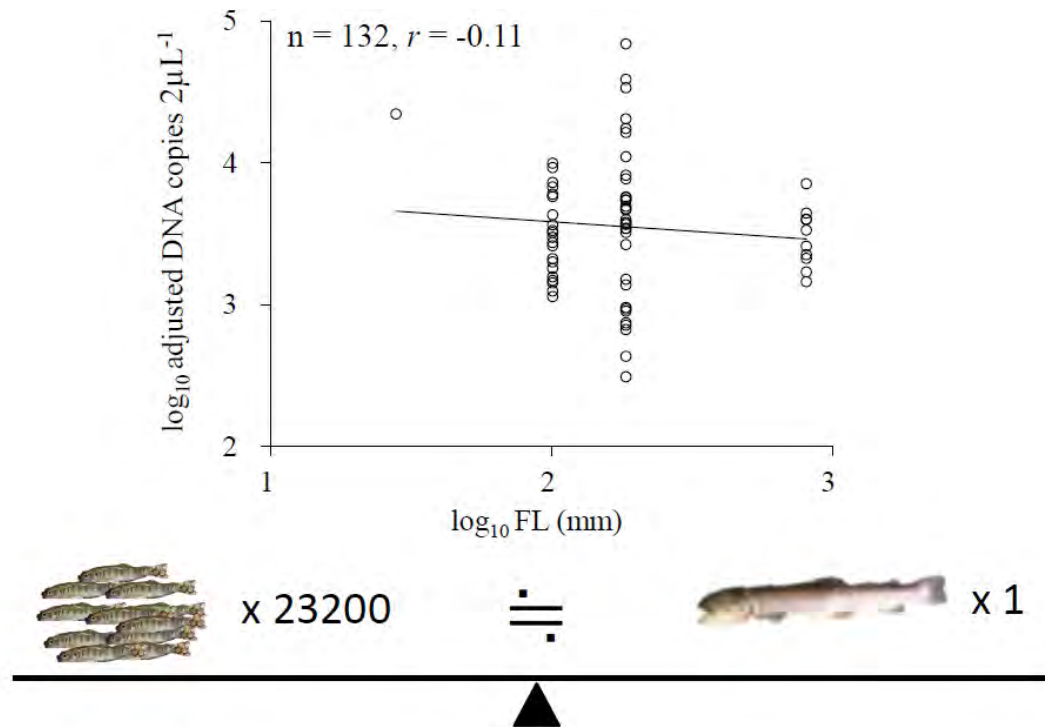 5
n = 132, r = -0.11
4
3
2
log₁₀ adjusted DNA copies 2µL⁻¹
1 2 3
log₁₀ FL (mm)
x 23200 ≒ x 1